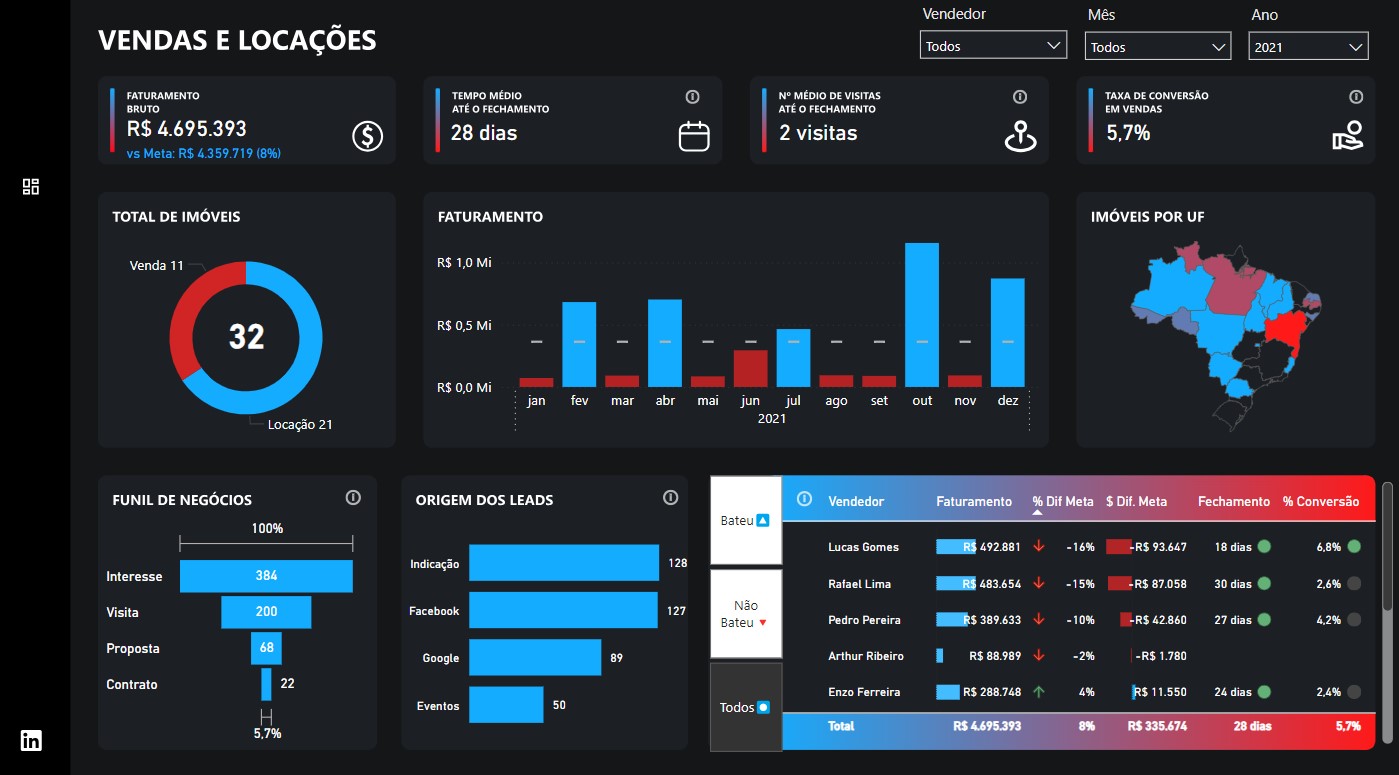 VENDAS E LOCAÇÕES
Vendedor
Todos
Mês
Todos
Ano
2021
FATURAMENTO
BRUTO
R$ 4.695.393
vs Meta: R$ 4.359.719 (8%)
TEMPO MÉDIO
ATÉ O FECHAMENTO
28 dias
Nº MÉDIO DE VISITAS
ATÉ O FECHAMENTO
2 visitas
TAXA DE CONVERSÃO
EM VENDAS
5,7%
TOTAL DE IMÓVEIS
Venda 11
32
Locação 21
FATURAMENTO
R$ 1,0 Mi
R$ 0,5 Mi
R$ 0,0 Mi
jan fev mar abr mai jun jul ago set out nov dez
2021
IMÓVEIS POR UF
FUNIL DE NEGÓCIOS
100%
Interesse 384
Visita 200
Proposta 68
Contrato 22
5,7%
ORIGEM DOS LEADS
Indicação 128
Facebook 127
Google 89
Eventos 50
Bateu
Não
Bateu
Todos
Vendedor Faturamento % Dif Meta $ Dif. Meta Fechamento % Conversão
Lucas Gomes R$ 492.881 -16% -R$ 93.647 18 dias 6,8%
Rafael Lima R$ 483.654 -15% -R$ 87.058 30 dias 2,6%
Pedro Pereira R$ 389.633 -10% -R$ 42.860 27 dias 4,2%
Arthur Ribeiro R$ 88.989 -2% -R$ 1.780
Enzo Ferreira R$ 288.748 4% R$ 11.550 24 dias 2,4%
Total R$ 4.695.393 8% R$ 335.674 28 dias 5,7%
in